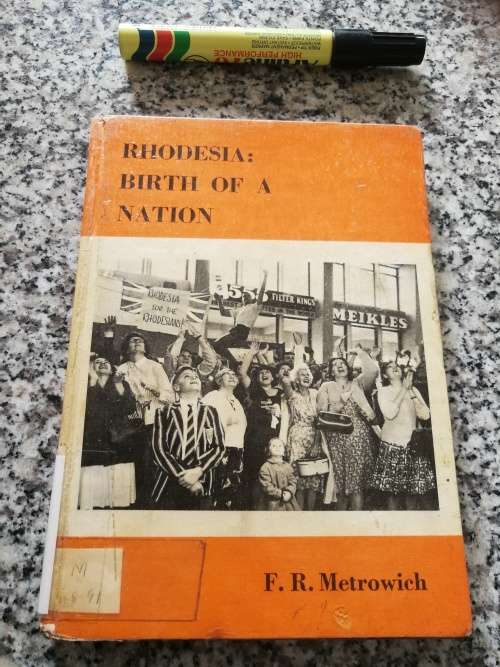 HIGH PERFORMANCE
RHODESIA:
BIRTH OF A
NATION
RHODESIA
FOR THE
RHODESIANS
555
FILTER KINGS
MEIKLES
M
F. R. Metrowich